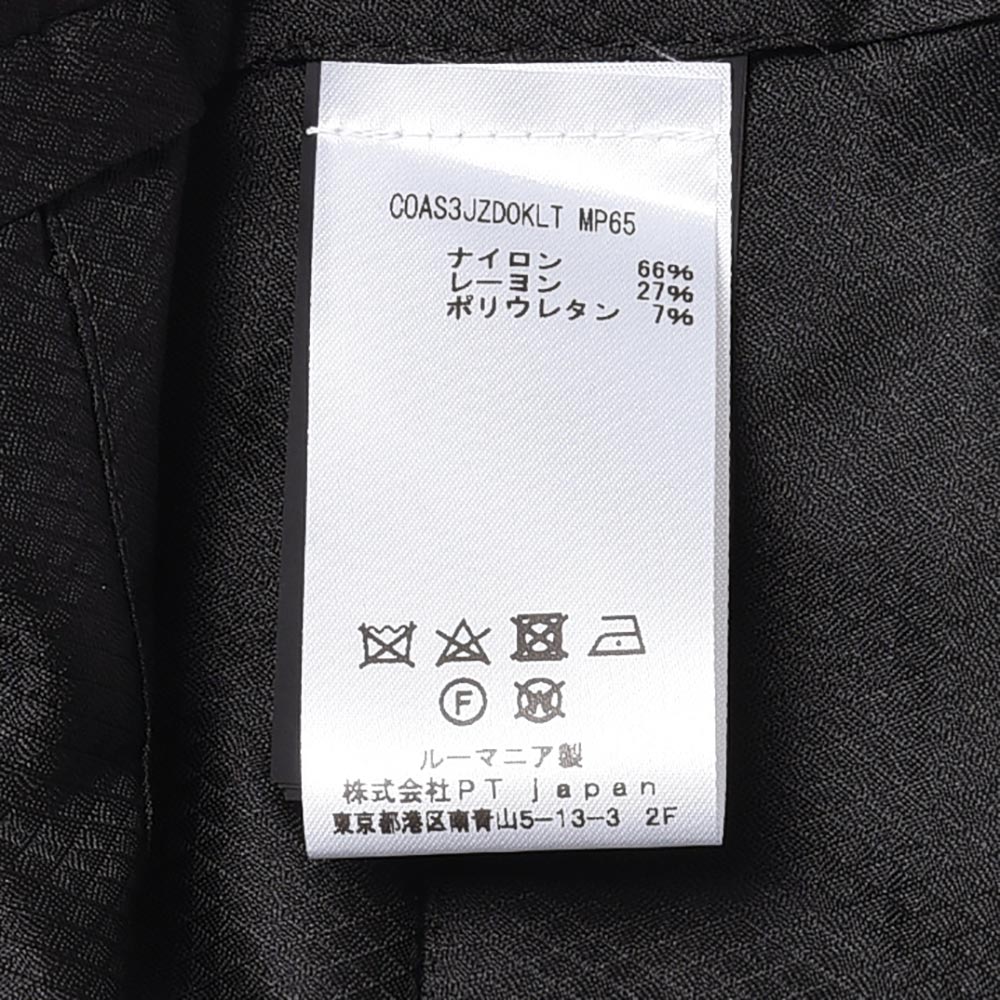 COAS3JZD0KLT MP65
ナイロン 66%
レーヨン 27%
ポリウレタン 7%
F W
ルーマニア製
株式会社PT japan
東京都港区南青山5-13-3 2F